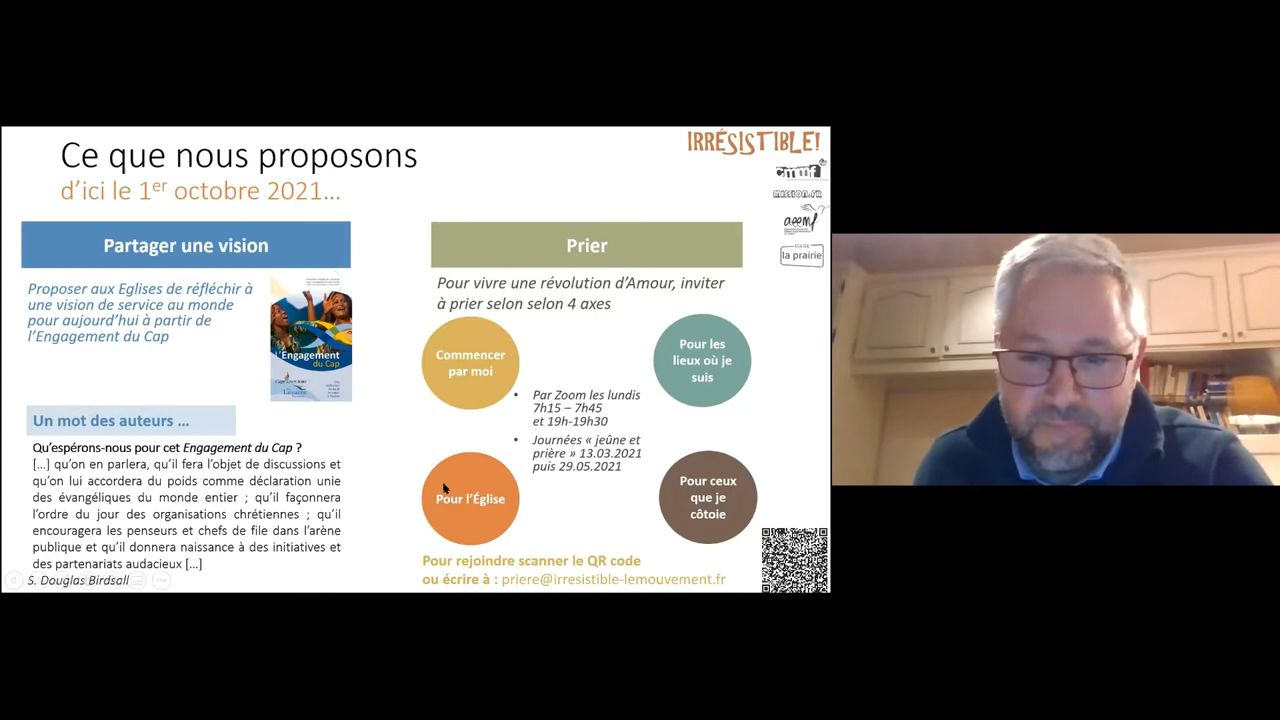 Ce que nous proposons
d'ici le 1er octobre 2021…
IRRÉSISTIBLE!
cmmf
mission.fr
aeemf
EGLISE
la prairie
Partager une vision
Proposer aux Eglises de réfléchir à
une vision de service au monde
pour aujourd'hui à partir de
l'Engagement du Cap
l'Engagement
du Cap
Lausanne
Un mot des auteurs …
Qu'espérons-nous pour cet Engagement du Cap ?
[…] qu'on en parlera, qu'il fera l'objet de discussions et
qu'on lui accordera du poids comme déclaration unie
des évangéliques du monde entier ; qu'il façonnera
l'ordre du jour des organisations chrétiennes ; qu'il
encouragera les penseurs et chefs de file dans l'arène
publique et qu'il donnera naissance à des initiatives et
des partenariats audacieux […]
S. Douglas Birdsall
Prier
Pour vivre une révolution d'Amour, inviter
à prier selon selon 4 axes
Commencer
par moi
Pour les
lieux où je
suis
• Par Zoom les lundis
7h15 – 7h45
et 19h-19h30
• Journées « jeûne et
prière » 13.03.2021
puis 29.05.2021
Pour l'Église
Pour ceux
que je
côtoie
Pour rejoindre scanner le QR code
ou écrire à : priere@irresistible-lemouvement.fr